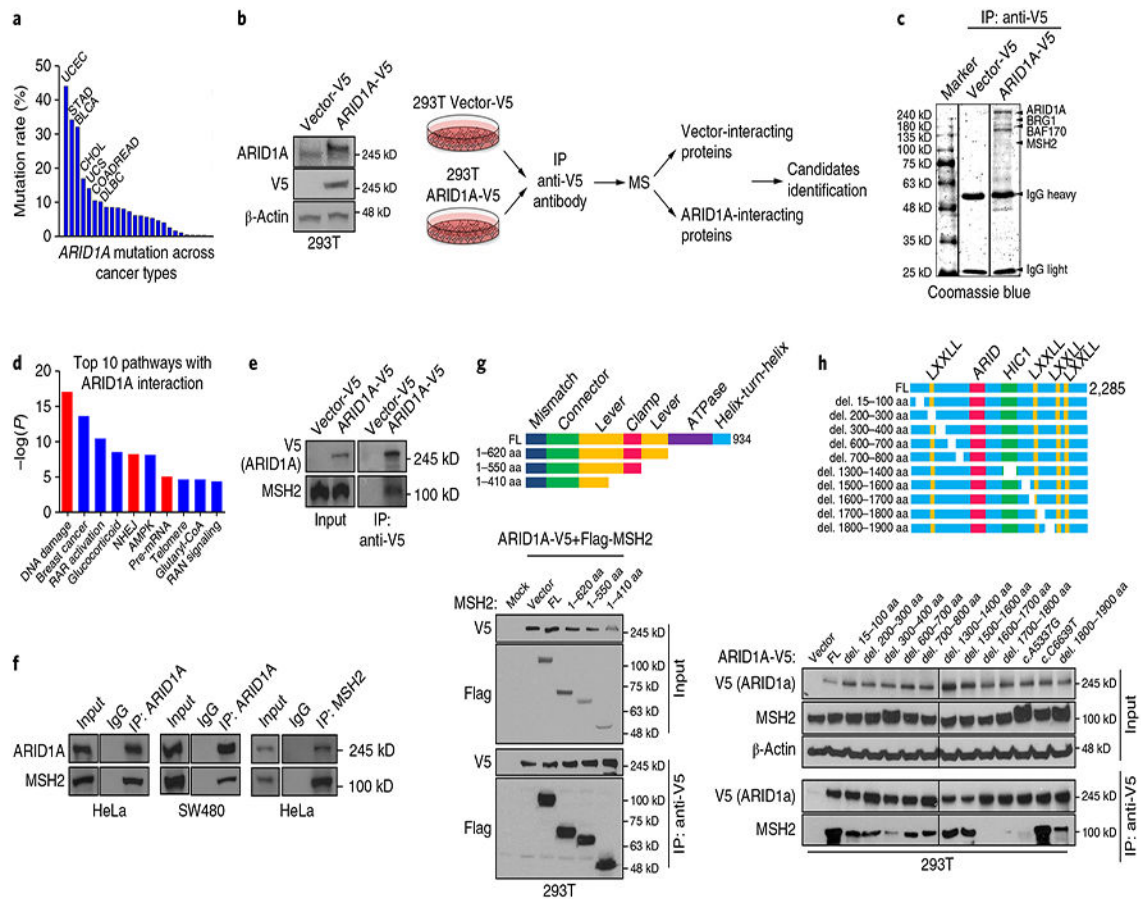 a
Mutation rate (%)
50
40
30
20
10
0
UCEC
STAD
BLCA
CHOL
UCS
COADREAD
DLBC
ARID1A mutation across
cancer types
b
Vector-V5
ARID1A-V5
ARID1A
245 kD
V5
245 kD
β-Actin
48 kD
293T
293T Vector-V5
293T
ARID1A-V5
IP
anti-V5
antibody
MS
Vector-interacting
proteins
ARID1A-interacting
proteins
Candidates
identification
c
IP: anti-V5
Marker
Vector-V5
ARID1A-V5
240 kD
180 kD
135 kD
100 kD
75 kD
63 kD
48 kD
35 kD
25 kD
ARID1A
BRG1
BAF170
MSH2
IgG heavy
IgG light
Coomassie blue
d
Top 10 pathways with
ARID1A interaction
–log(P)
20
15
10
5
0
DNA damage
Breast cancer
RAR activation
Glucocorticoid
NHEJ
AMPK
Pre-mRNA
Telomere
Glutaryl-CoA
RAN signaling
e
Vector-V5
ARID1A-V5
Vector-V5
ARID1A-V5
V5
(ARID1A)
245 kD
MSH2
100 kD
Input
IP:
anti-V5
f
Input
IgG
IP: ARID1A
Input
IgG
IP: ARID1A
Input
IgG
IP: MSH2
ARID1A
245 kD
MSH2
100 kD
HeLa
SW480
HeLa
g
Mismatch
Connector
Lever
Clamp
Lever
ATPase
Helix-turn-helix
FL
934
1–620 aa
1–550 aa
1–410 aa
ARID1A-V5+Flag-MSH2
MSH2:
Mock
Vector
FL
1–620 aa
1–550 aa
1–410 aa
V5
245 kD
Flag
100 kD
75 kD
63 kD
48 kD
Input
V5
245 kD
Flag
100 kD
75 kD
63 kD
48 kD
IP: anti-V5
293T
h
LXXLL
ARID
HIC1
LXXLL
LXXLL
LXXLL
FL
2,285
del. 15–100 aa
del. 200–300 aa
del. 300–400 aa
del. 600–700 aa
del. 700–800 aa
del. 1300–1400 aa
del. 1500–1600 aa
del. 1600–1700 aa
del. 1700–1800 aa
del. 1800–1900 aa
ARID1A-V5:
Vector
FL
del. 15–100 aa
del. 200–300 aa
del. 300–400 aa
del. 600–700 aa
del. 700–800 aa
del. 1300–1400 aa
del. 1500–1600 aa
del. 1600–1700 aa
del. 1700–1800 aa
c.A5337G
c.C6639T
del. 1800–1900 aa
V5 (ARID1a)
245 kD
MSH2
100 kD
β-Actin
48 kD
Input
V5 (ARID1a)
245 kD
MSH2
100 kD
IP: anti-V5
293T